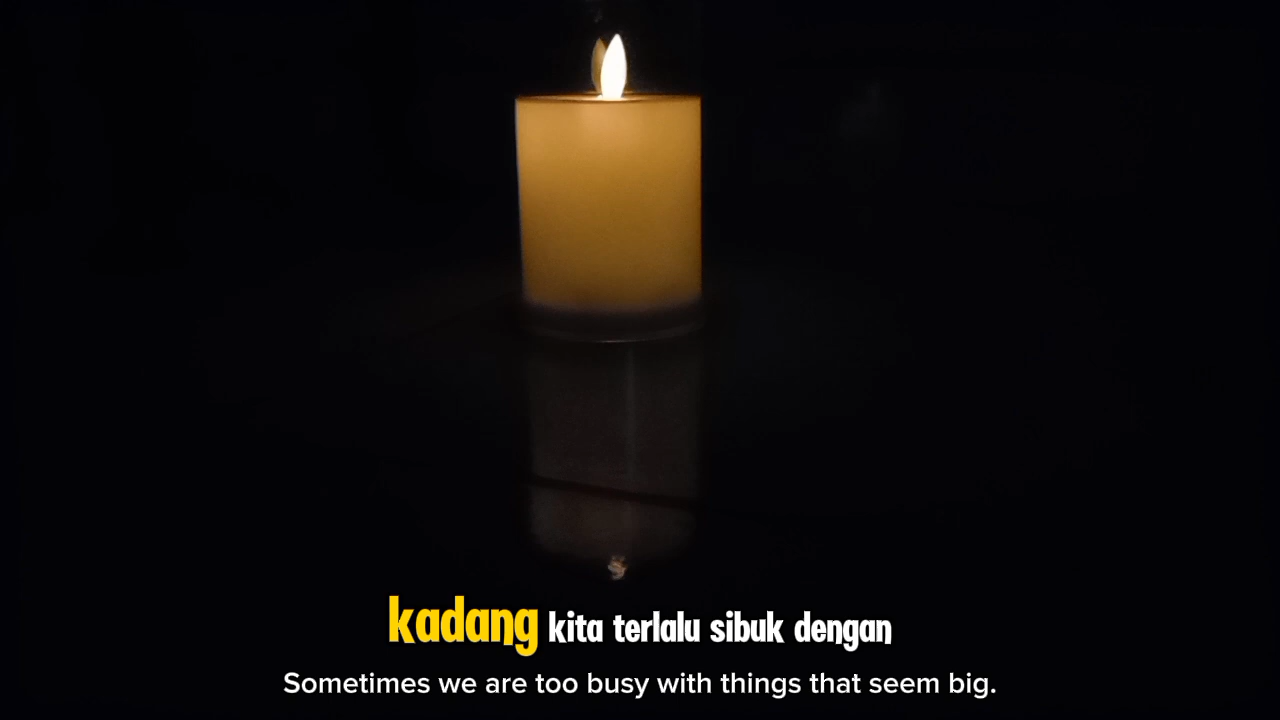 kadang kita terlalu sibuk dengan
Sometimes we are too busy with things that seem big.